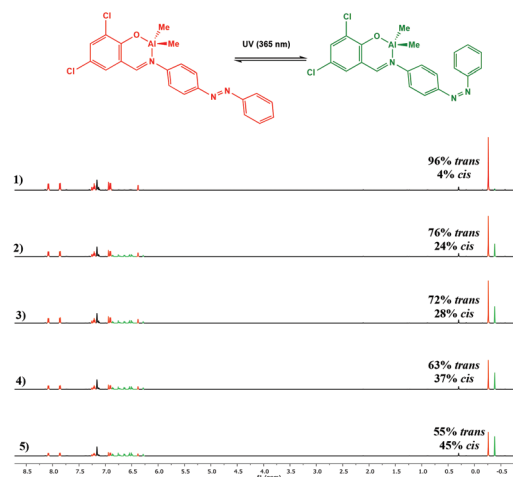 Cl
Me
O
Al Me
Cl
N
N=N
UV (365 nm)
Cl
Me
O
Al Me
Cl
N
N=N
96% trans
4% cis
1)
76% trans
24% cis
2)
72% trans
28% cis
3)
63% trans
37% cis
4)
55% trans
45% cis
5)
8.5 8.0 7.5 7.0 6.5 6.0 5.5 5.0 4.5 4.0 3.5 3.0 2.5 2.0 1.5 1.0 0.5 0.0 -0.5